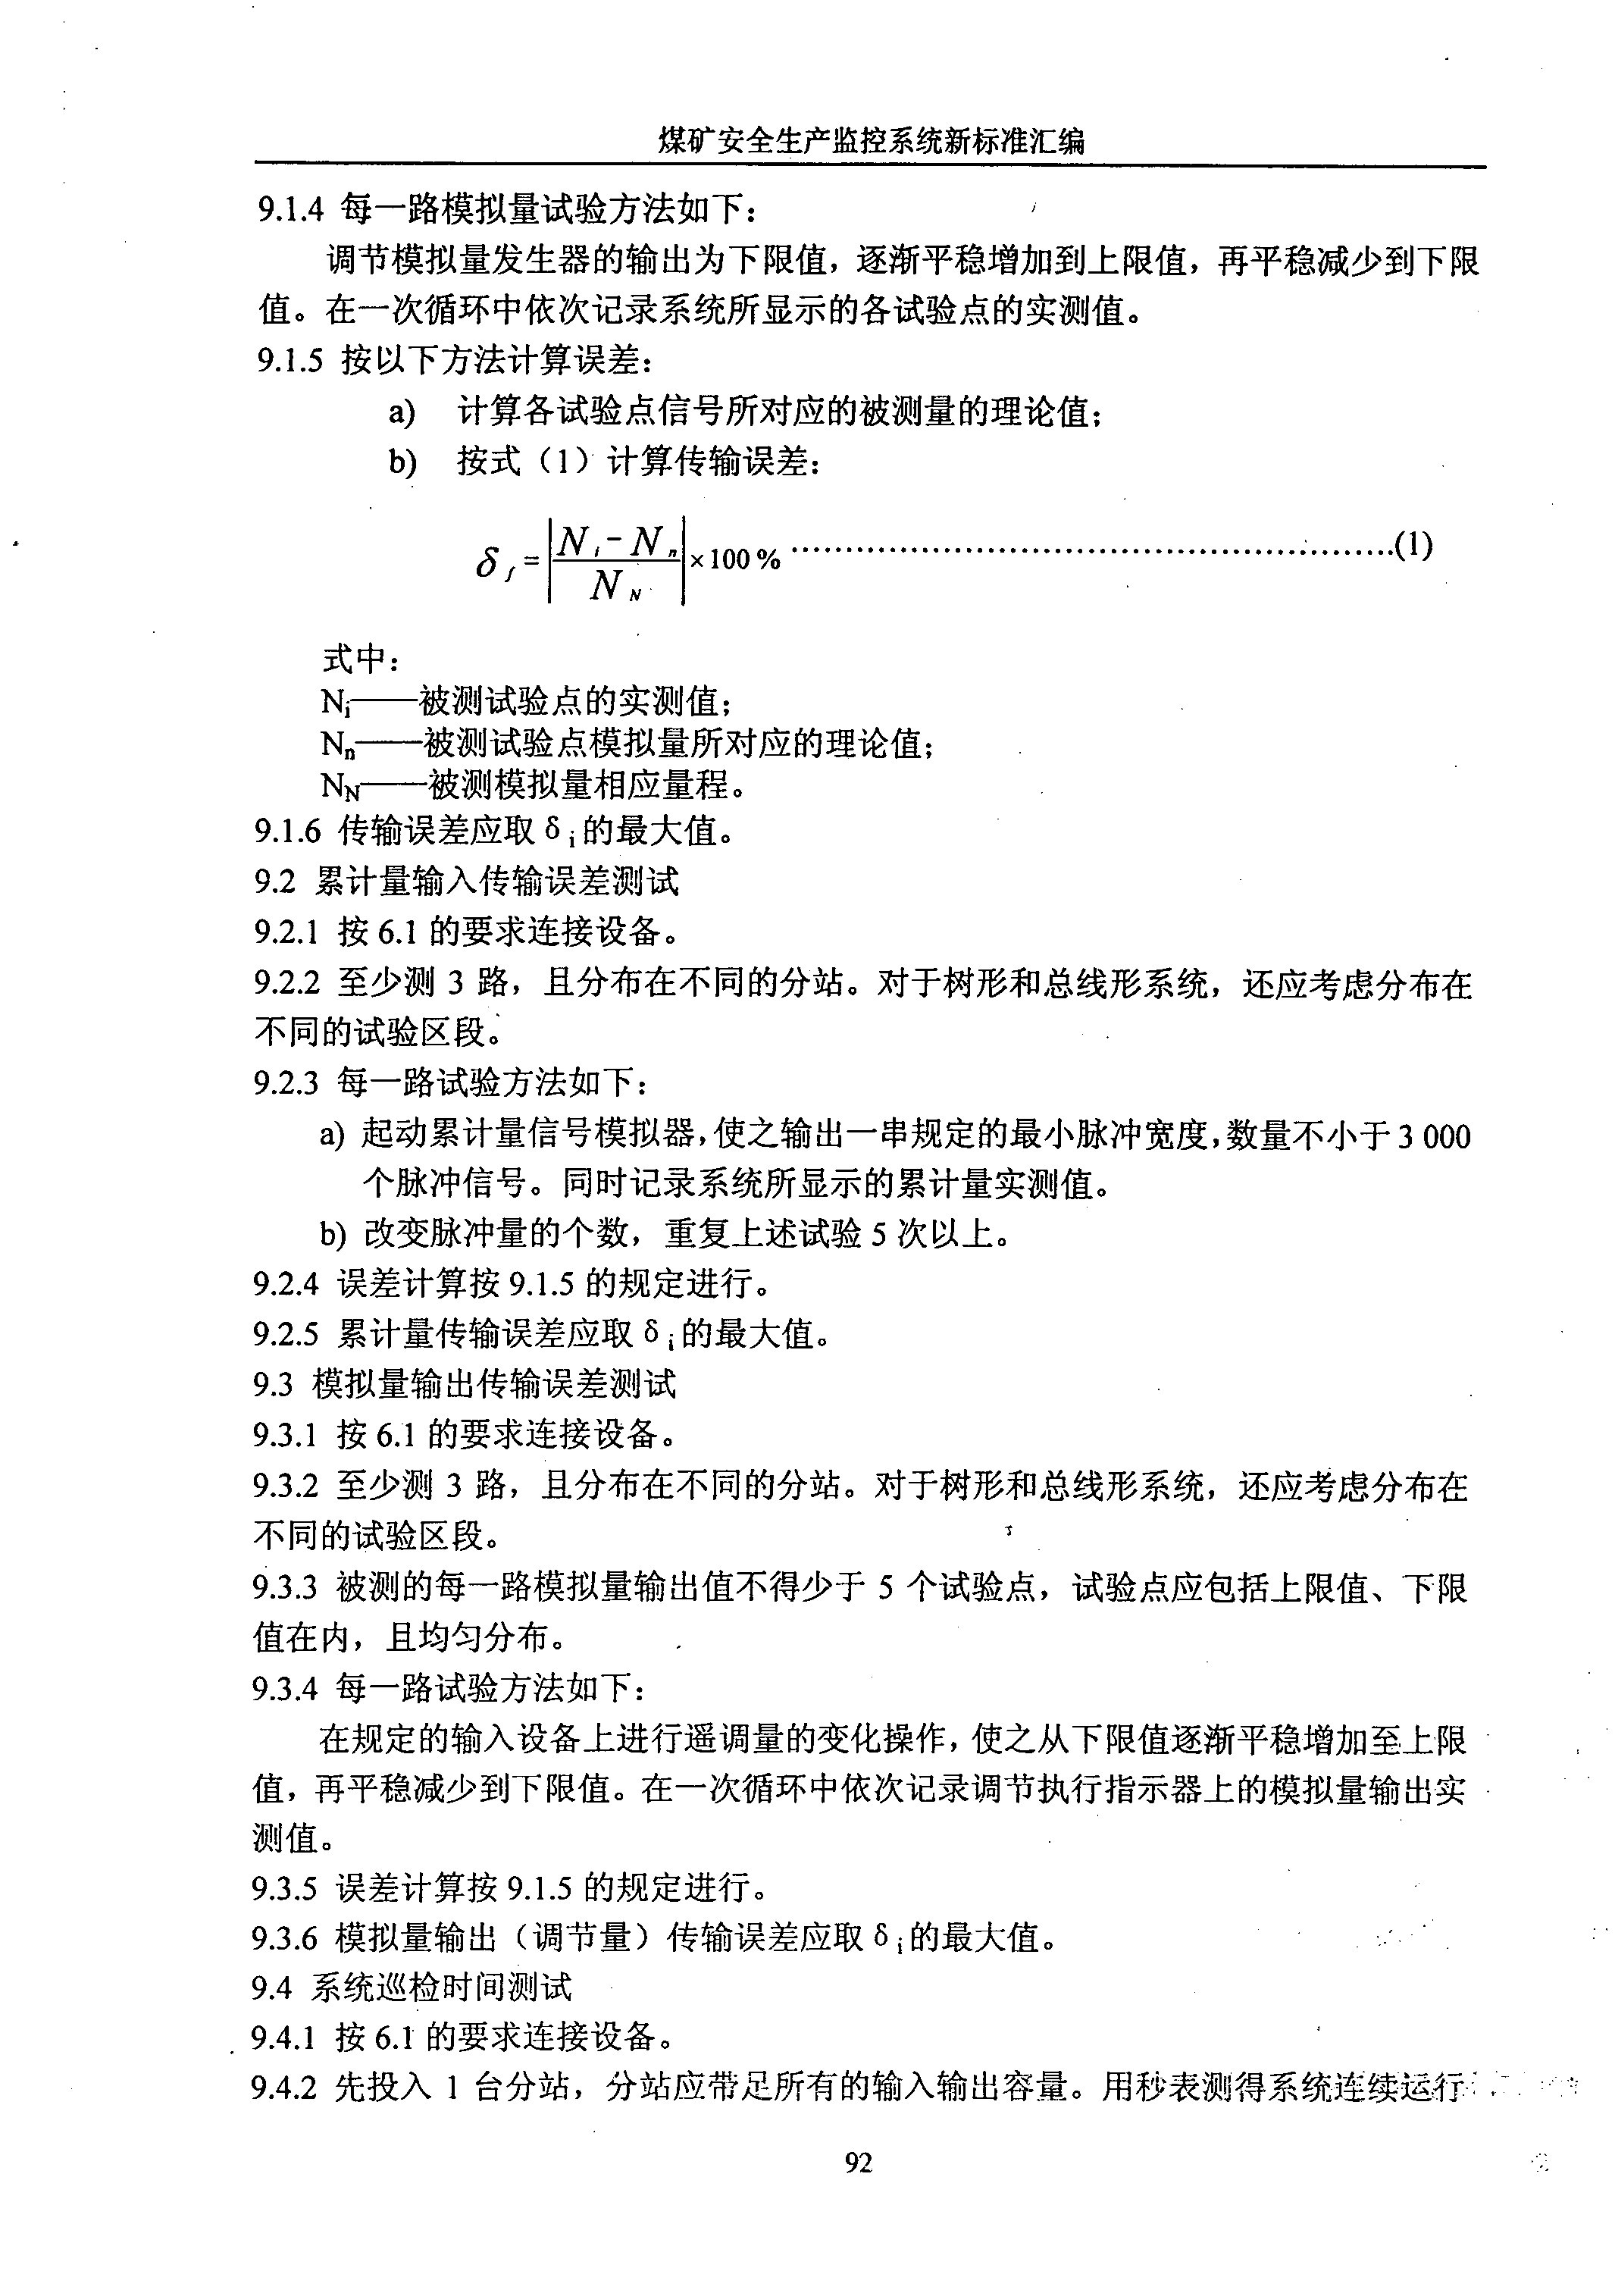 煤矿安全生产监控系统新标准汇编
9.1.4 每一路模拟量试验方法如下：
调节模拟量发生器的输出为下限值，逐渐平稳增加到上限值，再平稳减少到下限
值。在一次循环中依次记录系统所显示的各试验点的实测值。
9.1.5 按以下方法计算误差：
a) 计算各试验点信号所对应的被测量的理论值；
b) 按式（1）计算传输误差：
δf = |(Ni − Nn) / NN| × 100 % ……………………………………(1)
式中：
Ni——被测试验点的实测值；
Nn——被测试验点模拟量所对应的理论值；
NN——被测模拟量相应量程。
9.1.6 传输误差应取 δi 的最大值。
9.2 累计量输入传输误差测试
9.2.1 按 6.1 的要求连接设备。
9.2.2 至少测 3 路，且分布在不同的分站。对于树形和总线形系统，还应考虑分布在
不同的试验区段。
9.2.3 每一路试验方法如下：
a) 起动累计量信号模拟器，使之输出一串规定的最小脉冲宽度，数量不小于 3 000
个脉冲信号。同时记录系统所显示的累计量实测值。
b) 改变脉冲量的个数，重复上述试验 5 次以上。
9.2.4 误差计算按 9.1.5 的规定进行。
9.2.5 累计量传输误差应取 δi 的最大值。
9.3 模拟量输出传输误差测试
9.3.1 按 6.1 的要求连接设备。
9.3.2 至少测 3 路，且分布在不同的分站。对于树形和总线形系统，还应考虑分布在
不同的试验区段。
9.3.3 被测的每一路模拟量输出值不得少于 5 个试验点，试验点应包括上限值、下限
值在内，且均匀分布。
9.3.4 每一路试验方法如下：
在规定的输入设备上进行遥调量的变化操作，使之从下限值逐渐平稳增加至上限
值，再平稳减少到下限值。在一次循环中依次记录调节执行指示器上的模拟量输出实
测值。
9.3.5 误差计算按 9.1.5 的规定进行。
9.3.6 模拟量输出（调节量）传输误差应取 δi 的最大值。
9.4 系统巡检时间测试
9.4.1 按 6.1 的要求连接设备。
9.4.2 先投入 1 台分站，分站应带足所有的输入输出容量。用秒表测得系统连续运行
92